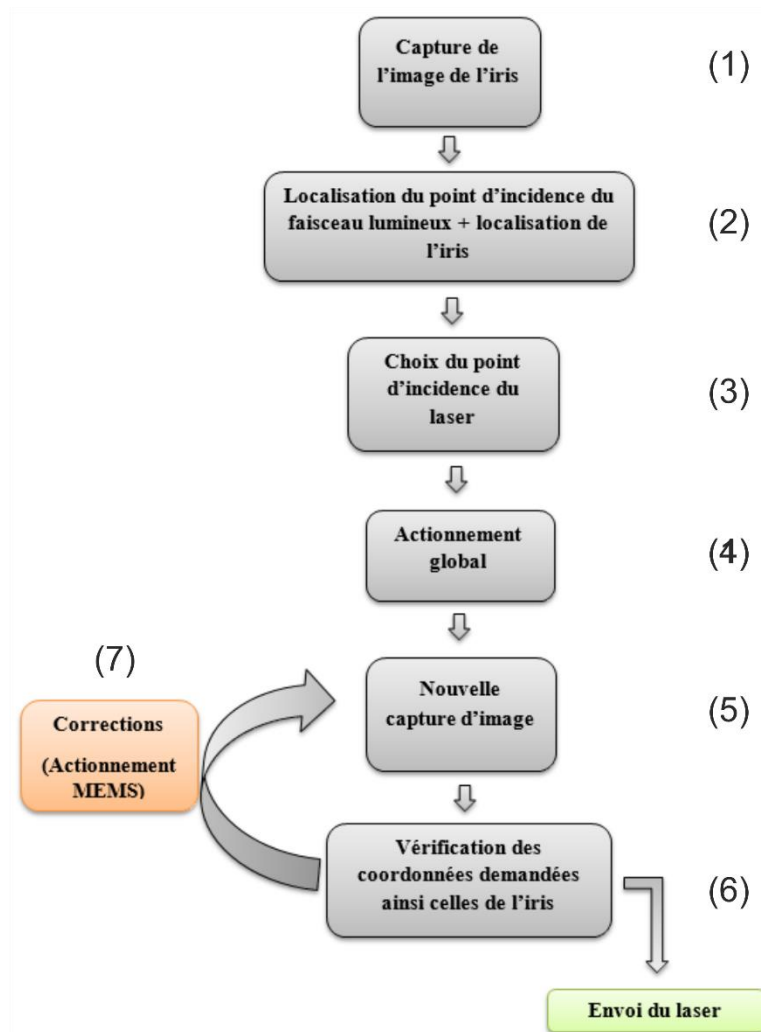 Capture de
l'image de l'iris
(1)
Localisation du point d'incidence du
faisceau lumineux + localisation de
l'iris
(2)
Choix du point
d'incidence du
laser
(3)
Actionnement
global
(4)
(7)
Corrections
(Actionnement
MEMS)
Nouvelle
capture d'image
(5)
Vérification des
coordonnées demandées
ainsi celles de l'iris
(6)
Envoi du laser